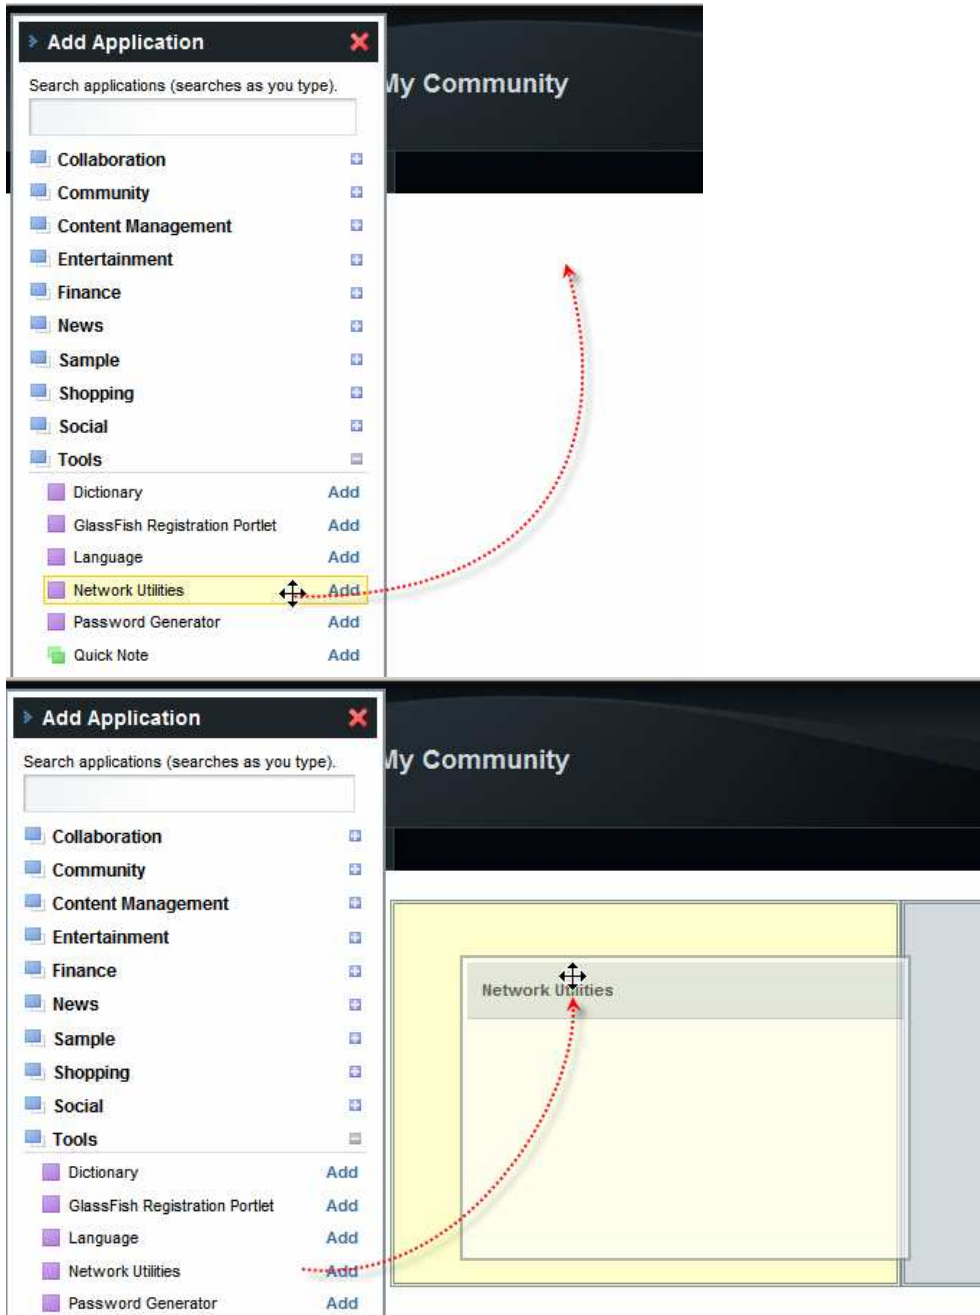 Add Application
Search applications (searches as you type).
My Community
Collaboration
Community
Content Management
Entertainment
Finance
News
Sample
Shopping
Social
Tools
Dictionary Add
GlassFish Registration Portlet Add
Language Add
Network Utilities Add
Password Generator Add
Quick Note Add
Add Application
Search applications (searches as you type).
My Community
Collaboration
Community
Content Management
Entertainment
Finance
News
Sample
Shopping
Social
Tools
Network Utilities
Dictionary Add
GlassFish Registration Portlet Add
Language Add
Network Utilities Add
Password Generator Add